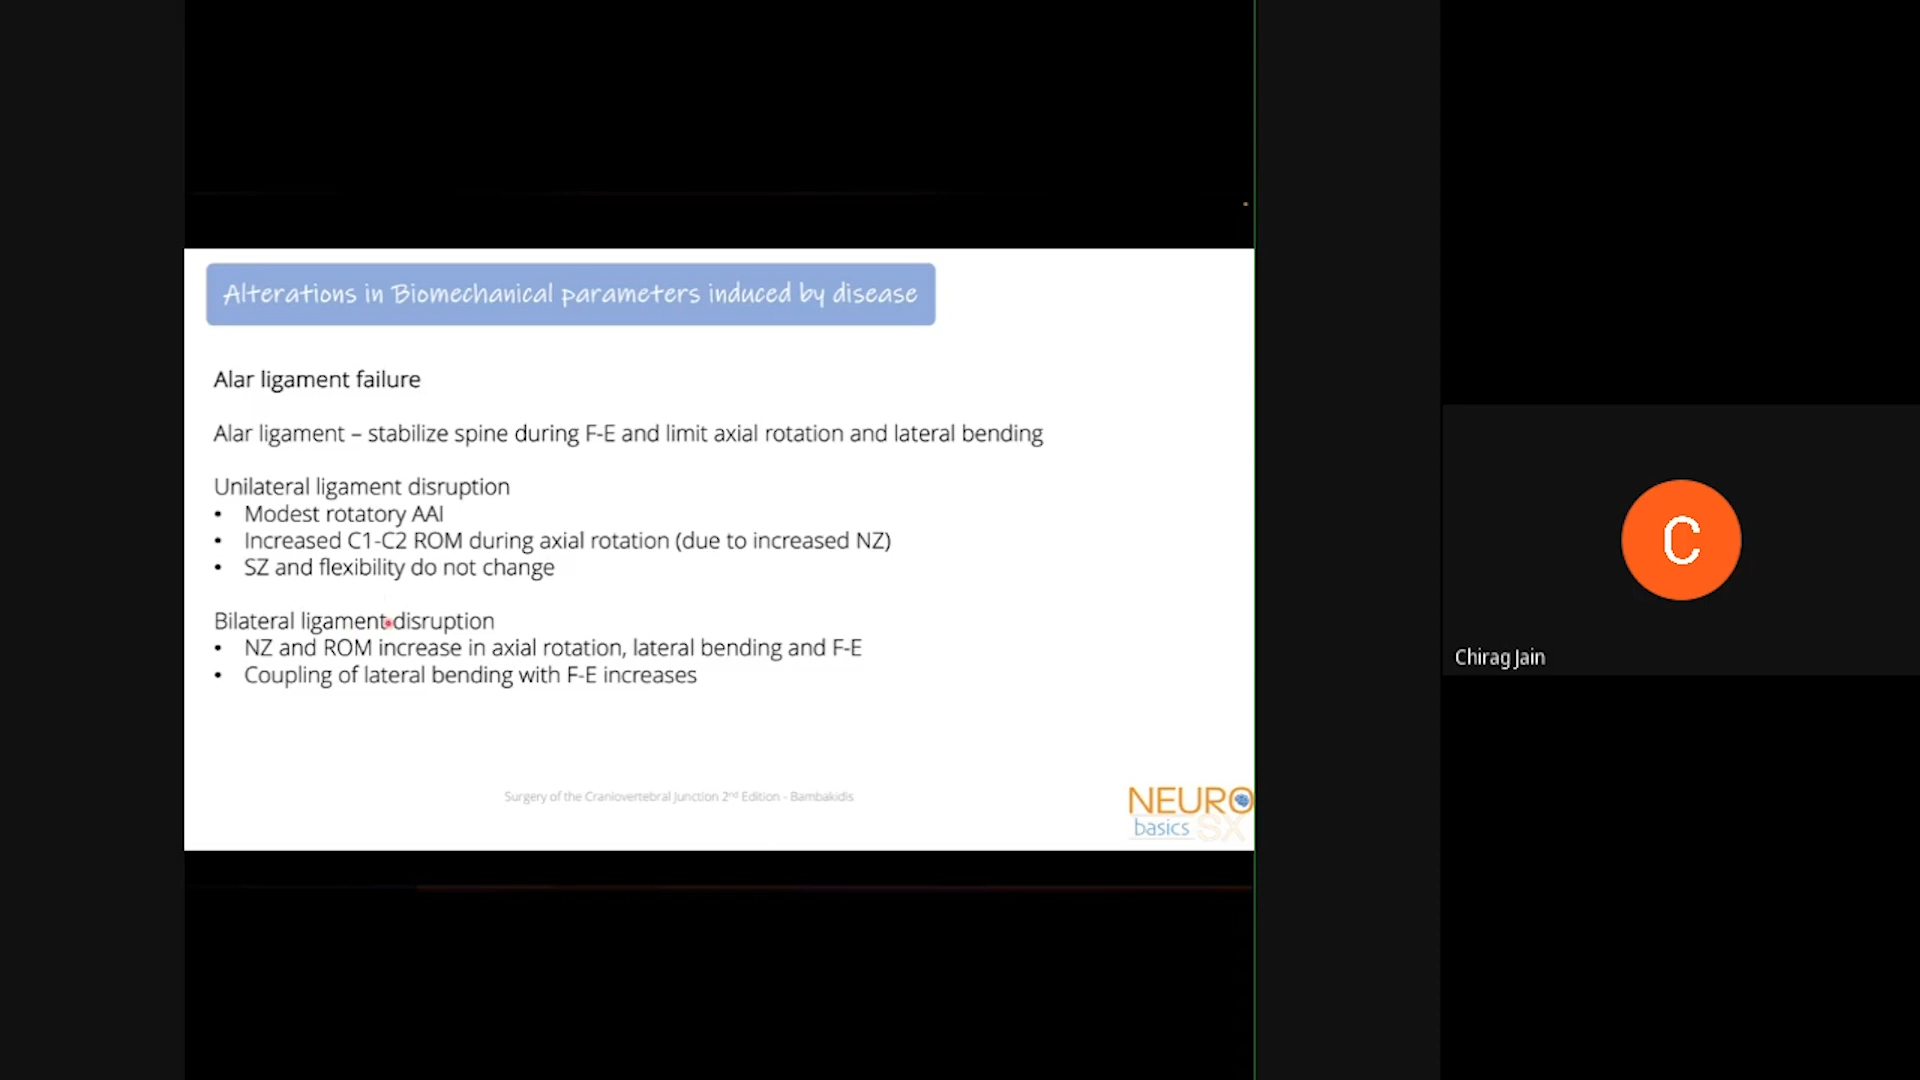 Alterations in Biomechanical parameters induced by disease
Alar ligament failure
Alar ligament – stabilize spine during F-E and limit axial rotation and lateral bending
Unilateral ligament disruption
• Modest rotatory AAI
• Increased C1-C2 ROM during axial rotation (due to increased NZ)
• SZ and flexibility do not change
Bilateral ligament disruption
• NZ and ROM increase in axial rotation, lateral bending and F-E
• Coupling of lateral bending with F-E increases
Surgery of the Craniovertebral Junction 2nd Edition - Bambakidis
NEURO
basics SX
C
Chirag Jain